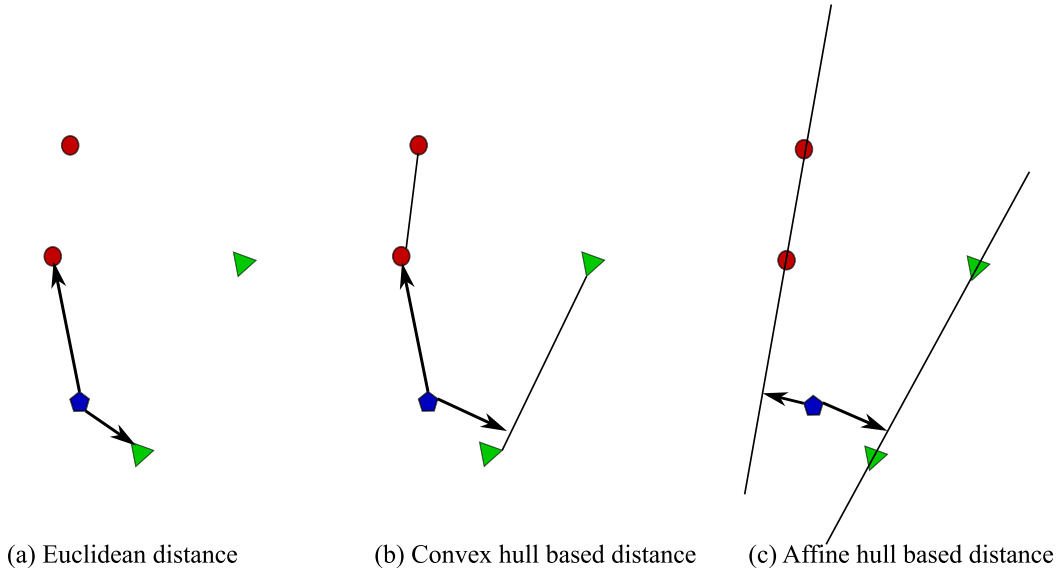 (a) Euclidean distance
(b) Convex hull based distance
(c) Affine hull based distance